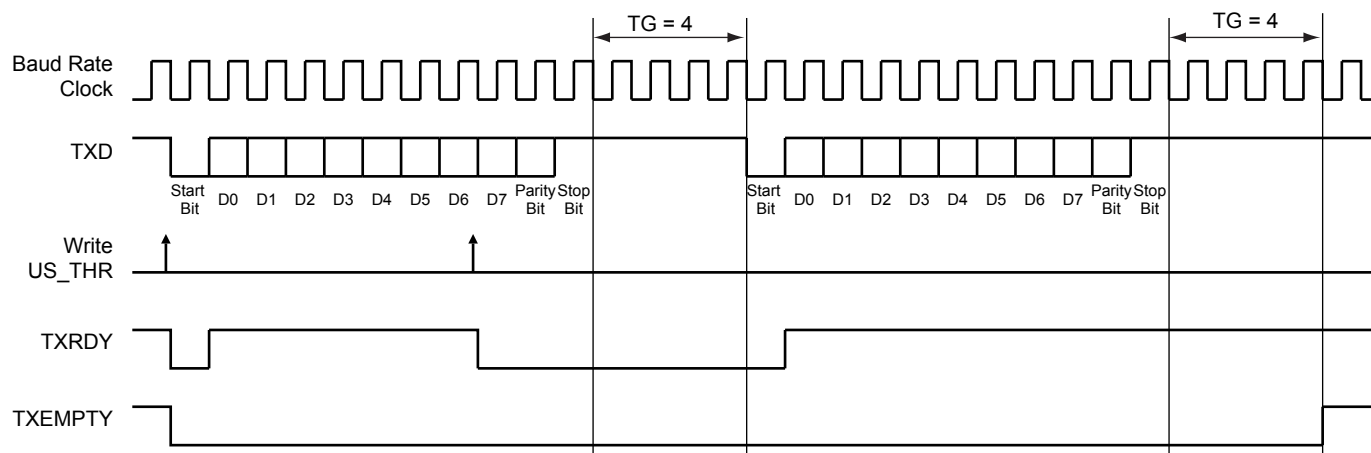 TG = 4
TG = 4
Baud Rate
Clock
TXD
Start
Bit
D0
D1
D2
D3
D4
D5
D6
D7
Parity
Bit
Stop
Bit
Start
Bit
D0
D1
D2
D3
D4
D5
D6
D7
Parity
Bit
Stop
Bit
Write
US_THR
TXRDY
TXEMPTY